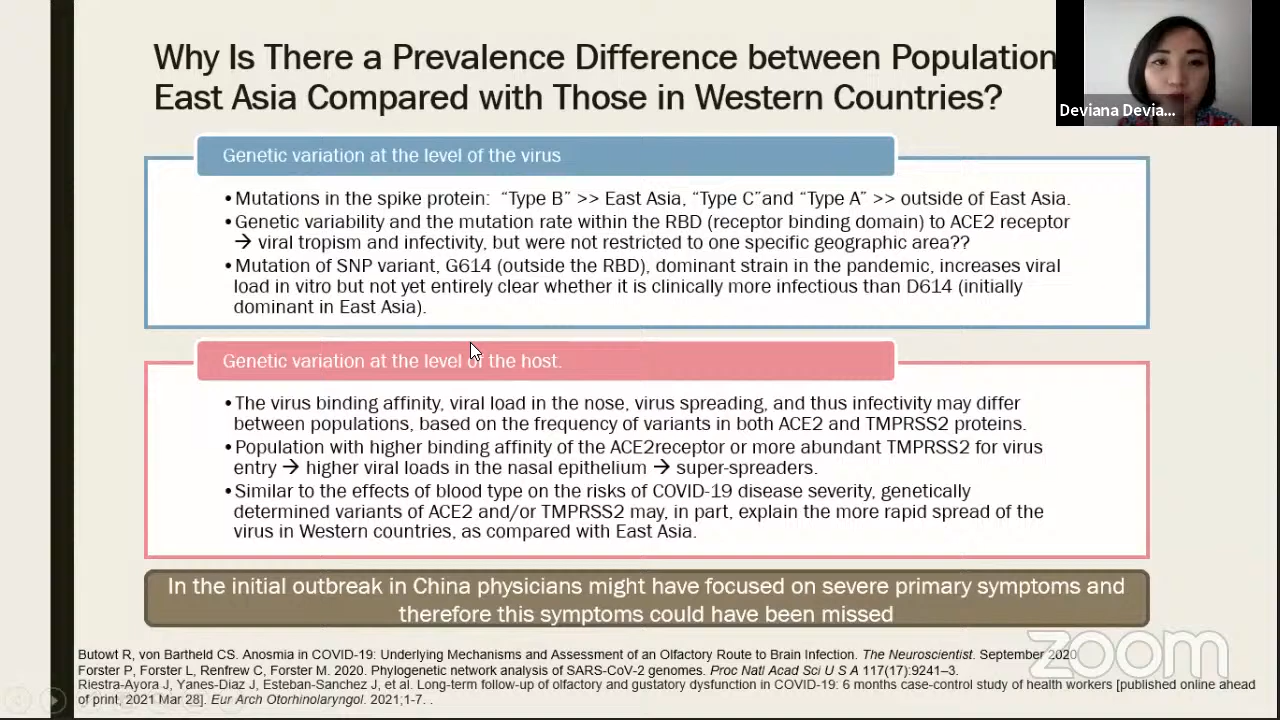 Why Is There a Prevalence Difference between Population
East Asia Compared with Those in Western Countries?
Deviana Devia...
Genetic variation at the level of the virus
•Mutations in the spike protein: “Type B” >> East Asia, “Type C”and “Type A” >> outside of East Asia.
•Genetic variability and the mutation rate within the RBD (receptor binding domain) to ACE2 receptor
→ viral tropism and infectivity, but were not restricted to one specific geographic area??
•Mutation of SNP variant, G614 (outside the RBD), dominant strain in the pandemic, increases viral
load in vitro but not yet entirely clear whether it is clinically more infectious than D614 (initially
dominant in East Asia).
Genetic variation at the level of the host.
•The virus binding affinity, viral load in the nose, virus spreading, and thus infectivity may differ
between populations, based on the frequency of variants in both ACE2 and TMPRSS2 proteins.
•Population with higher binding affinity of the ACE2receptor or more abundant TMPRSS2 for virus
entry → higher viral loads in the nasal epithelium → super-spreaders.
•Similar to the effects of blood type on the risks of COVID-19 disease severity, genetically
determined variants of ACE2 and/or TMPRSS2 may, in part, explain the more rapid spread of the
virus in Western countries, as compared with East Asia.
In the initial outbreak in China physicians might have focused on severe primary symptoms and
therefore this symptoms could have been missed
zoom
Butowt R, von Bartheld CS. Anosmia in COVID-19: Underlying Mechanisms and Assessment of an Olfactory Route to Brain Infection. The Neuroscientist. September 2020
Forster P, Forster L, Renfrew C, Forster M. 2020. Phylogenetic network analysis of SARS-CoV-2 genomes. Proc Natl Acad Sci U S A 117(17):9241–3.
Riestra-Ayora J, Yanes-Diaz J, Esteban-Sanchez J, et al. Long-term follow-up of olfactory and gustatory dysfunction in COVID-19: 6 months case-control study of health workers [published online ahead
of print, 2021 Mar 28]. Eur Arch Otorhinolaryngol. 2021;1-7. .